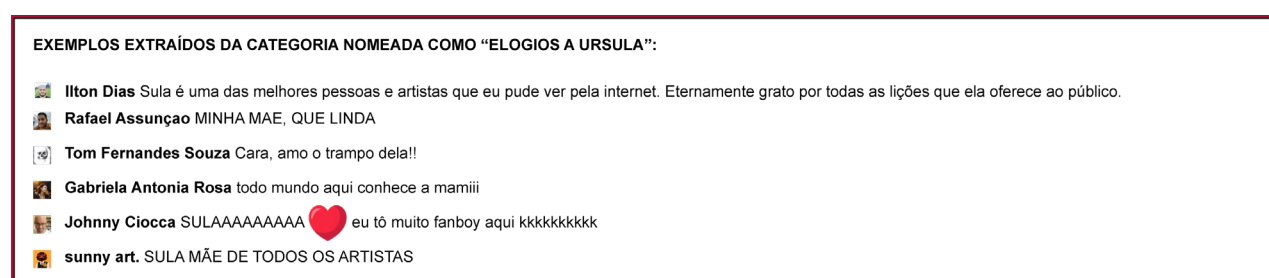 EXEMPLOS EXTRAÍDOS DA CATEGORIA NOMEADA COMO “ELOGIOS A URSULA”:
Ilton Dias Sula é uma das melhores pessoas e artistas que eu pude ver pela internet. Eternamente grato por todas as lições que ela oferece ao público.
Rafael Assunçao MINHA MAE, QUE LINDA
Tom Fernandes Souza Cara, amo o trampo dela!!
Gabriela Antonia Rosa todo mundo aqui conhece a mamiii
Johnny Ciocca SULAAAAAAAAA ❤️ eu tô muito fanboy aqui kkkkkkkkkk
sunny art. SULA MÃE DE TODOS OS ARTISTAS